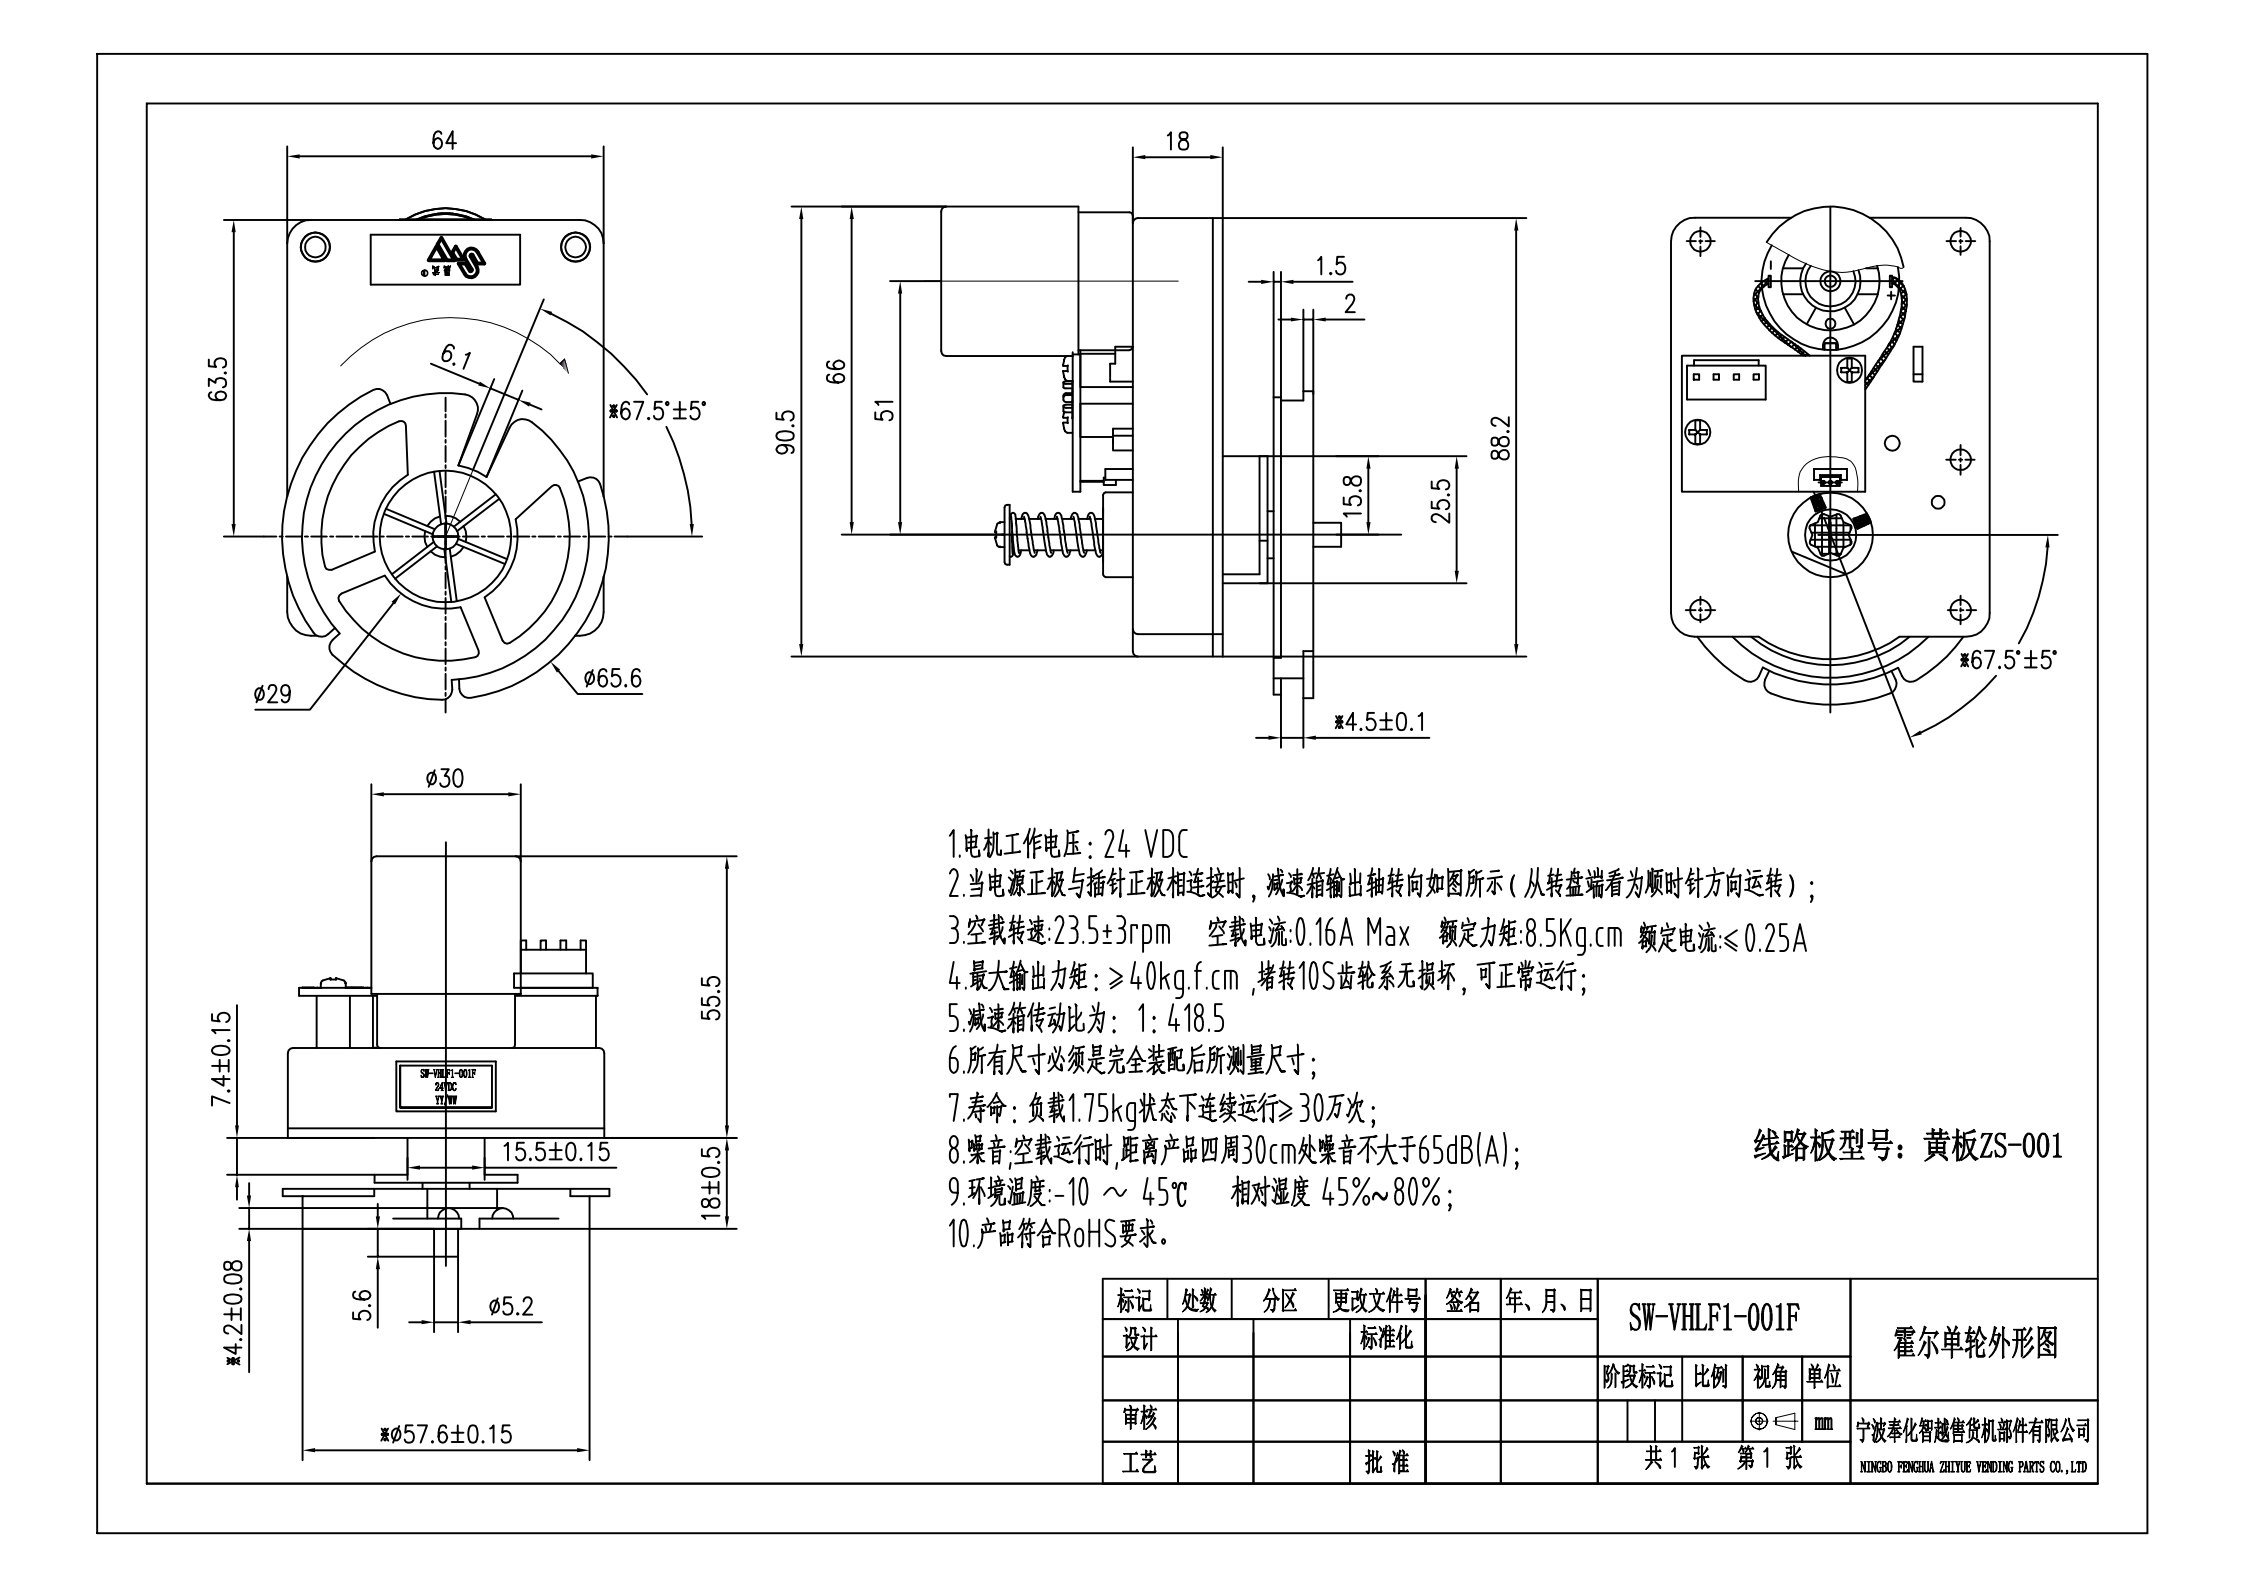 64
63.5
6.1
※67.5°±5°
ø29
ø65.6
18
1.5
2
66
51
90.5
88.2
15.8
25.5
※4.5±0.1
-
+
※67.5°±5°
ø30
55.5
7.4±0.15
SW-VHLF1-001F
24VDC
YY/WW
15.5±0.15
18±0.5
※4.2±0.08
5.6
ø5.2
※ø57.6±0.15
1.电机工作电压: 24 VDC
2.当电源正极与插针正极相连接时, 减速箱输出轴转向如图所示(从转盘端看为顺时针方向运转);
3.空载转速:23.5±3rpm 空载电流:0.16A Max 额定力矩:8.5Kg.cm 额定电流:≤0.25A
4.最大输出力矩: ≥40kg.f.cm ,堵转10S齿轮系无损坏, 可正常运行;
5.减速箱传动比为: 1: 418.5
6.所有尺寸必须是完全装配后所测量尺寸;
7.寿命: 负载1.75kg状态下连续运行≥30万次;
8.噪音;空载运行时,距离产品四周30cm处噪音不大于65dB(A);
9.环境温度:-10 ～ 45℃ 相对湿度 45%~80%;
10.产品符合RoHS要求。
线路板型号: 黄板ZS-001
标记 处数 分区 更改文件号 签名 年、月、日
设计 标准化
审核
工艺 批 准
SW-VHLF1-001F
阶段标记 比例 视角 单位
mm
共 1 张 第 1 张
霍尔单轮外形图
宁波奉化智越售货机部件有限公司
NINGBO FENGHUA ZHIYUE VENDING PARTS CO.,LTD